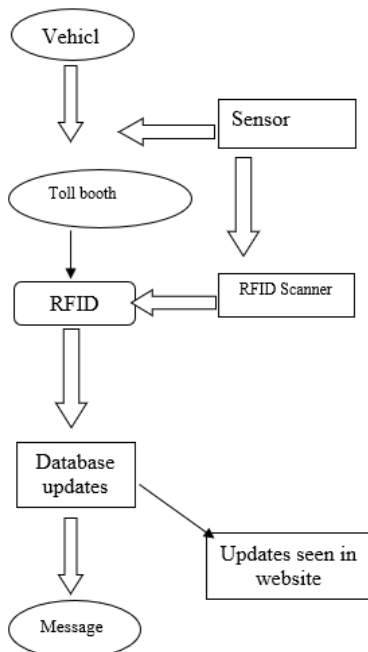 Vehicl
Sensor
Toll booth
RFID
RFID Scanner
Database
updates
Updates seen in
website
Message